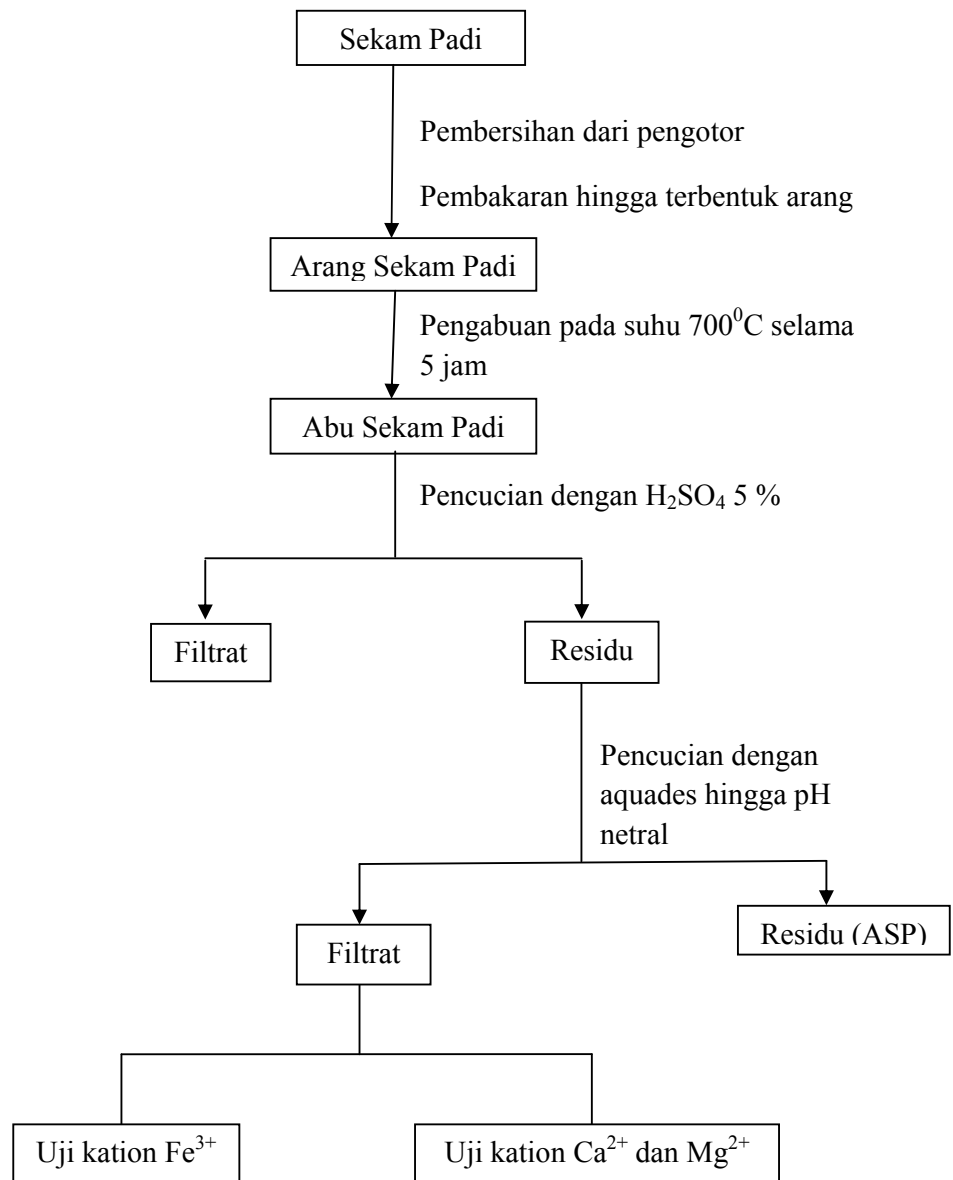 Sekam Padi
Pembersihan dari pengotor
Pembakaran hingga terbentuk arang
Arang Sekam Padi
Pengabuan pada suhu 700⁰C selama
5 jam
Abu Sekam Padi
Pencucian dengan H₂SO₄ 5 %
Filtrat
Residu
Pencucian dengan
aquades hingga pH
netral
Filtrat
Residu (ASP)
Uji kation Fe³⁺
Uji kation Ca²⁺ dan Mg²⁺